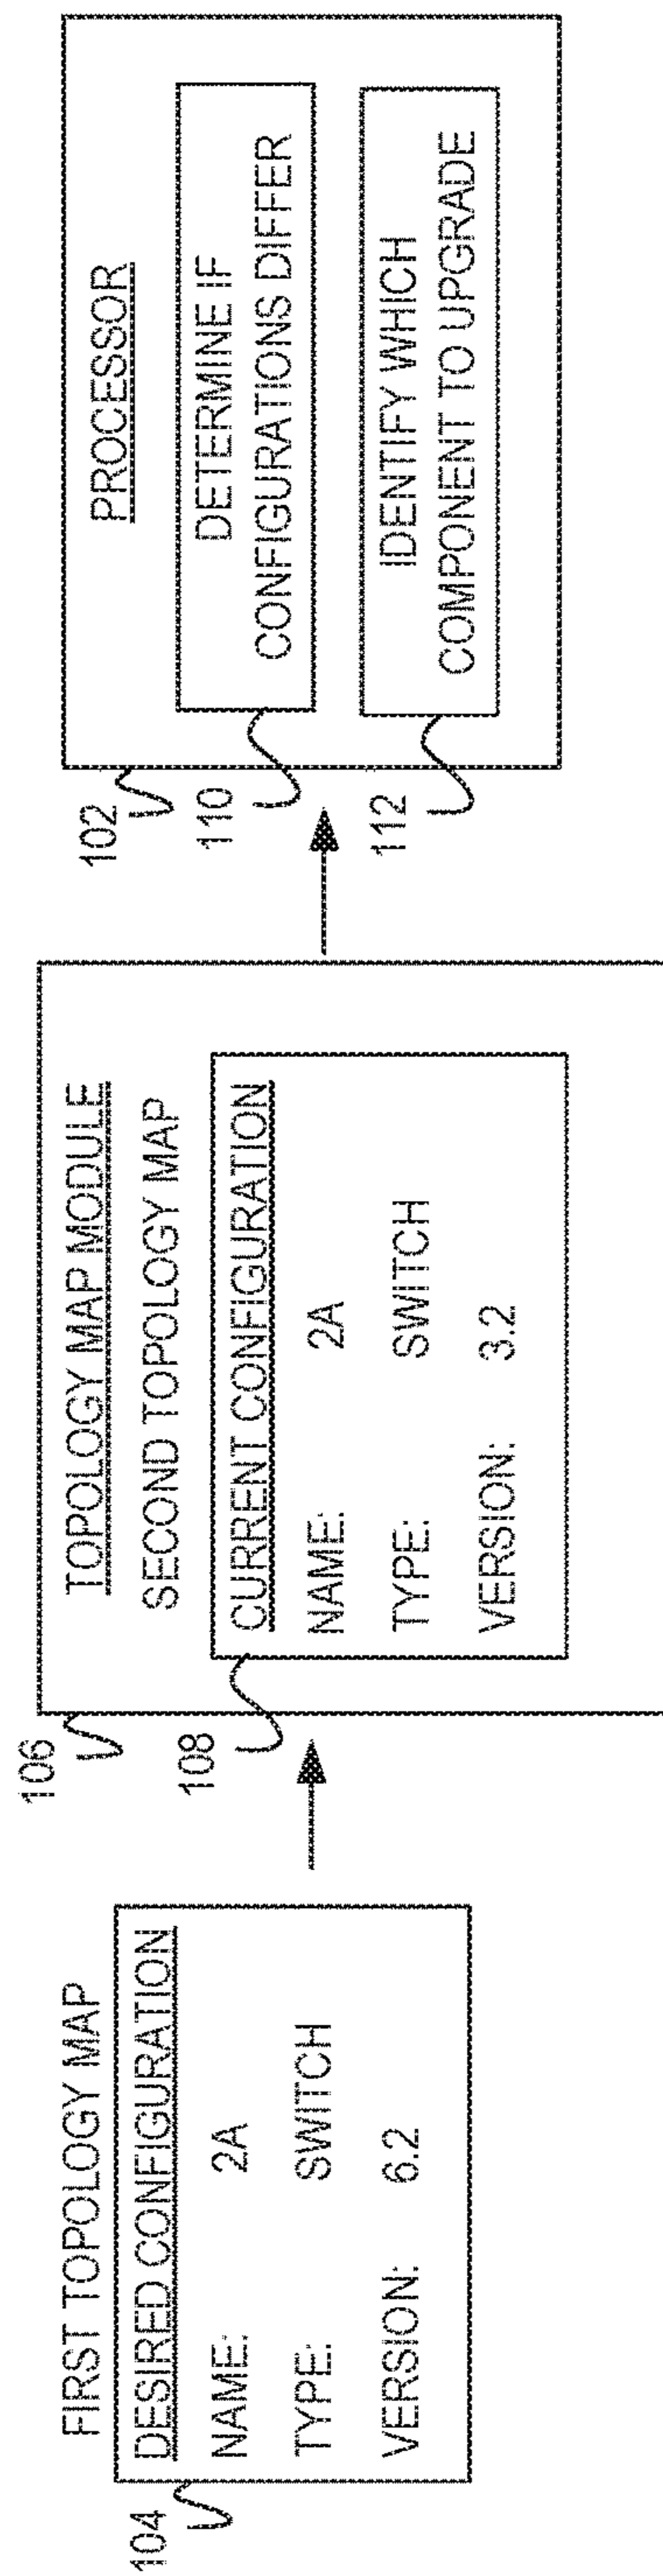 FIRST TOPOLOGY MAP
104
DESIRED CONFIGURATION
NAME: 2A
TYPE: SWITCH
VERSION: 6.2
106
TOPOLOGY MAP MODULE
SECOND TOPOLOGY MAP
108
CURRENT CONFIGURATION
NAME: 2A
TYPE: SWITCH
VERSION: 3.2
102
PROCESSOR
110
DETERMINE IF
CONFIGURATIONS DIFFER
112
IDENTIFY WHICH
COMPONENT TO UPGRADE